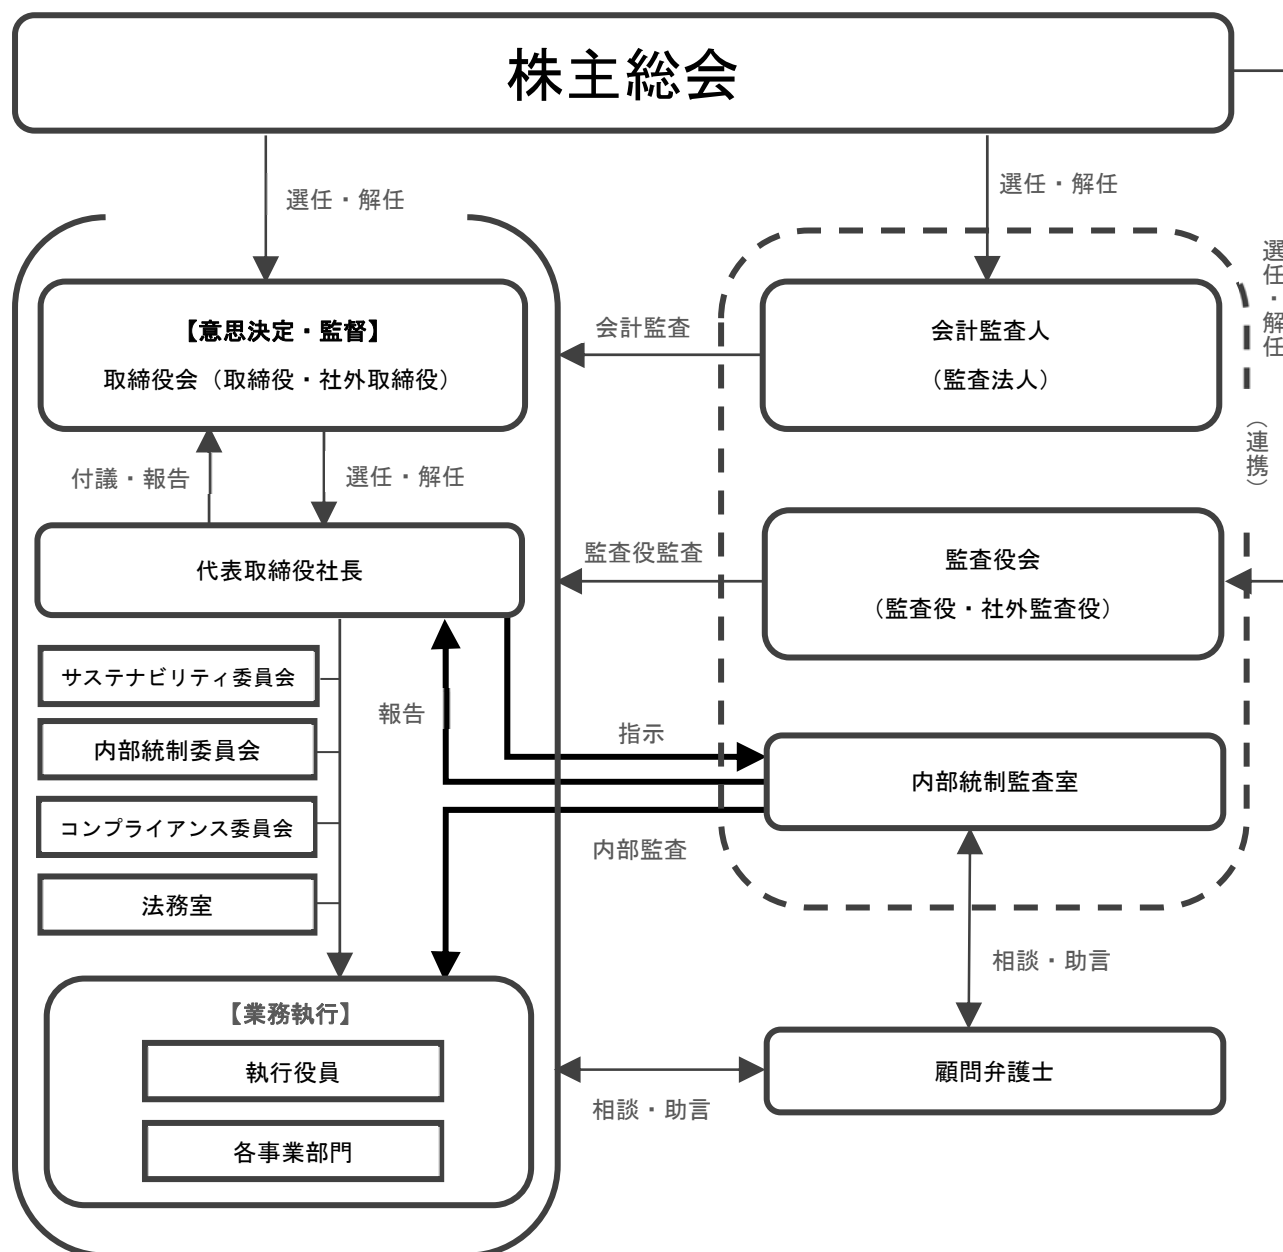 株主総会
選任・解任
選任・解任
選任・解任
【意思決定・監督】
取締役会（取締役・社外取締役）
会計監査
会計監査人
（監査法人）
（連携）
付議・報告
選任・解任
代表取締役社長
監査役監査
監査役会
（監査役・社外監査役）
サステナビリティ委員会
内部統制委員会
コンプライアンス委員会
法務室
報告
指示
内部統制監査室
内部監査
相談・助言
【業務執行】
執行役員
各事業部門
相談・助言
顧問弁護士